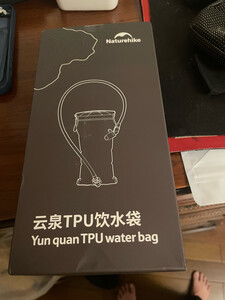 Naturehike
云泉TPU饮水袋
Yun quan TPU water bag